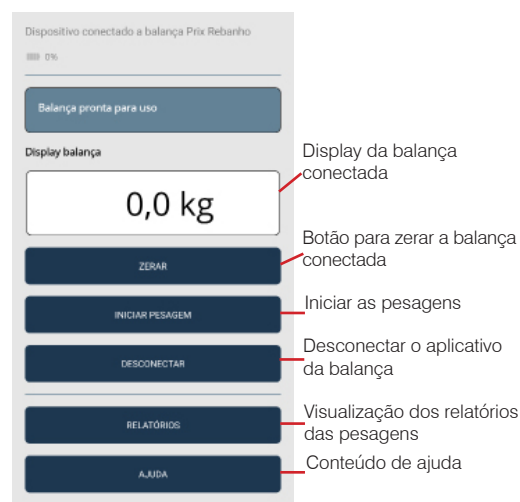 Dispositivo conectado a balança Prix Rebanho
0%
Balança pronta para uso
Display balança
0,0 kg
ZERAR
INICIAR PESAGEM
DESCONECTAR
RELATÓRIOS
AJUDA
Display da balança
conectada
Botão para zerar a balança
conectada
Iniciar as pesagens
Desconectar o aplicativo
da balança
Visualização dos relatórios
das pesagens
Conteúdo de ajuda